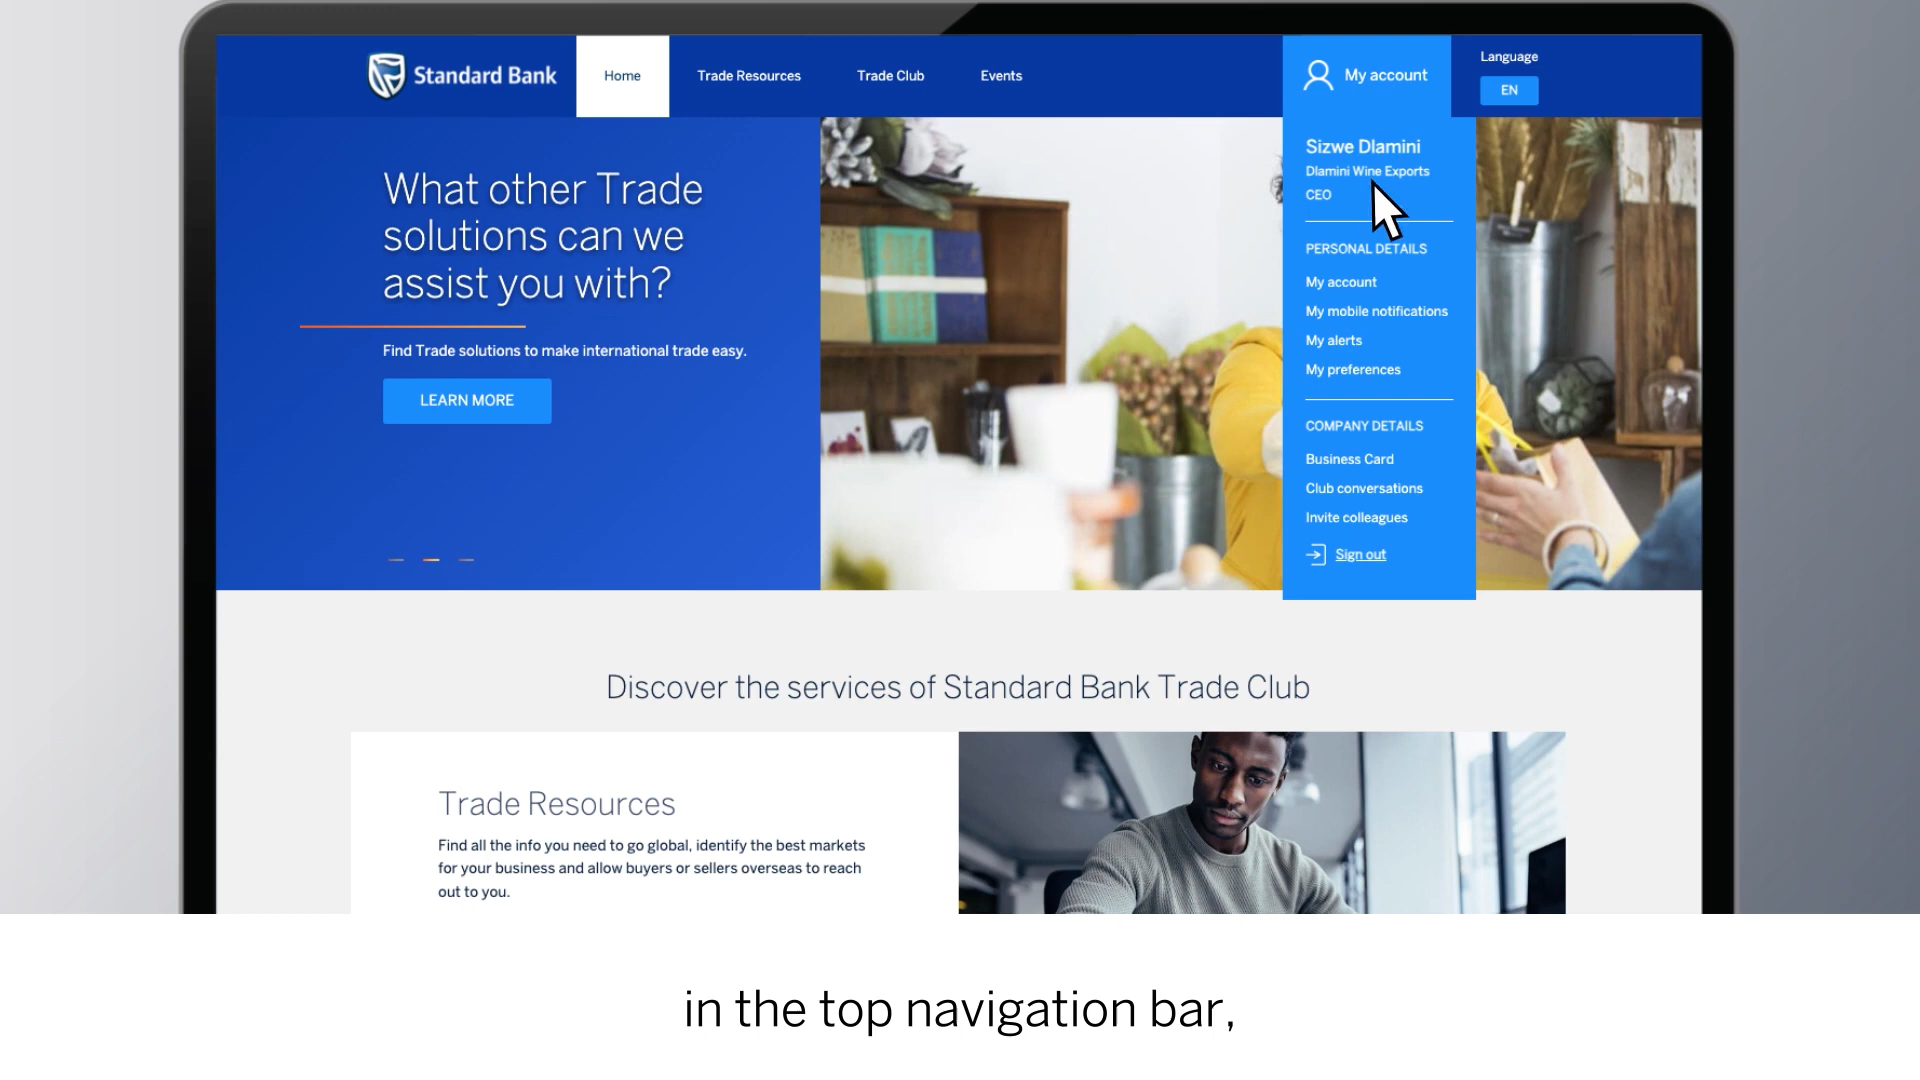 Standard Bank
Home
Trade Resources
Trade Club
Events
My account
Language
EN
What other Trade
solutions can we
assist you with?
Find Trade solutions to make international trade easy.
LEARN MORE
Sizwe Dlamini
Dlamini Wine Exports
CEO
PERSONAL DETAILS
My account
My mobile notifications
My alerts
My preferences
COMPANY DETAILS
Business Card
Club conversations
Invite colleagues
Sign out
Discover the services of Standard Bank Trade Club
Trade Resources
Find all the info you need to go global, identify the best markets
for your business and allow buyers or sellers overseas to reach
out to you.
in the top navigation bar,